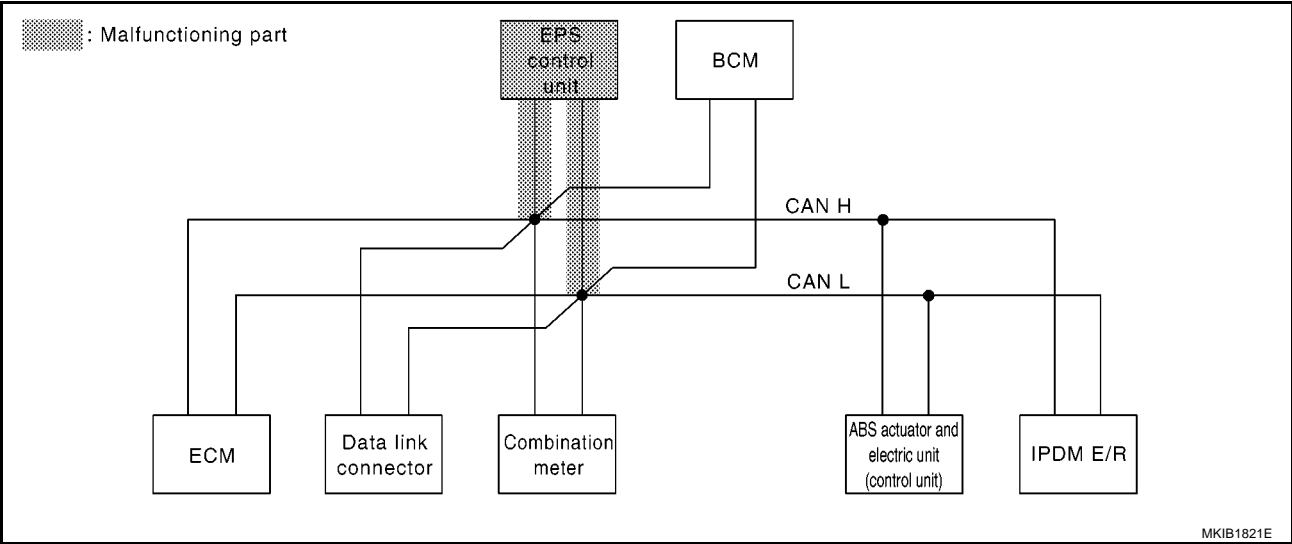 : Malfunctioning part
EPS
control
unit
BCM
CAN H
CAN L
ECM
Data link
connector
Combination
meter
ABS actuator and
electric unit
(control unit)
IPDM E/R
MKIB1821E